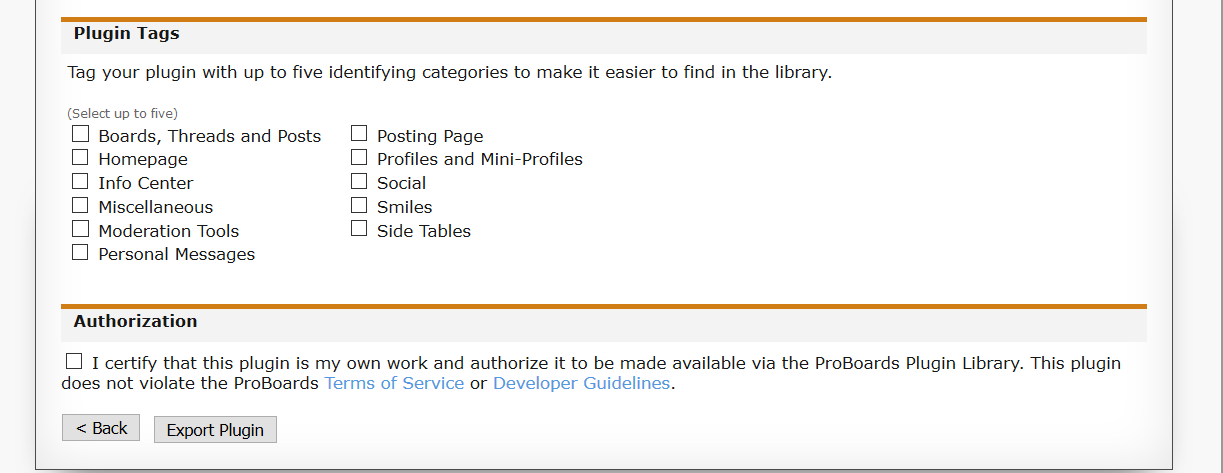 Plugin Tags
Tag your plugin with up to five identifying categories to make it easier to find in the library.
(Select up to five)
Boards, Threads and Posts
Homepage
Info Center
Miscellaneous
Moderation Tools
Personal Messages
Posting Page
Profiles and Mini-Profiles
Social
Smiles
Side Tables
Authorization
I certify that this plugin is my own work and authorize it to be made available via the ProBoards Plugin Library. This plugin
does not violate the ProBoards Terms of Service or Developer Guidelines.
< Back
Export Plugin